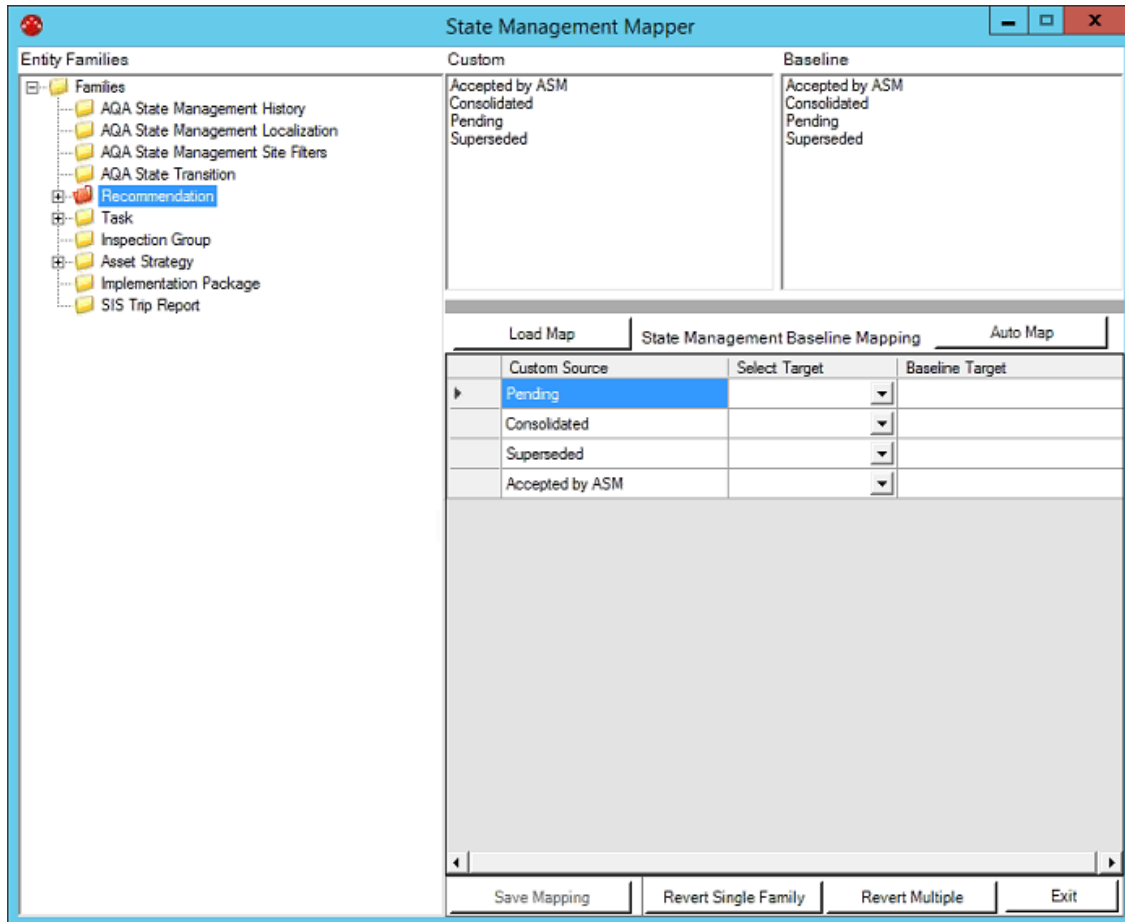 State Management Mapper
Entity Families
Custom
Baseline
Families
AQA State Management History
AQA State Management Localization
AQA State Management Site Filters
AQA State Transition
Recommendation
Task
Inspection Group
Asset Strategy
Implementation Package
SIS Trip Report
Accepted by ASM
Consolidated
Pending
Superseded
Accepted by ASM
Consolidated
Pending
Superseded
Load Map State Management Baseline Mapping Auto Map
Custom Source Select Target Baseline Target
Pending
Consolidated
Superseded
Accepted by ASM
Save Mapping Revert Single Family Revert Multiple Exit